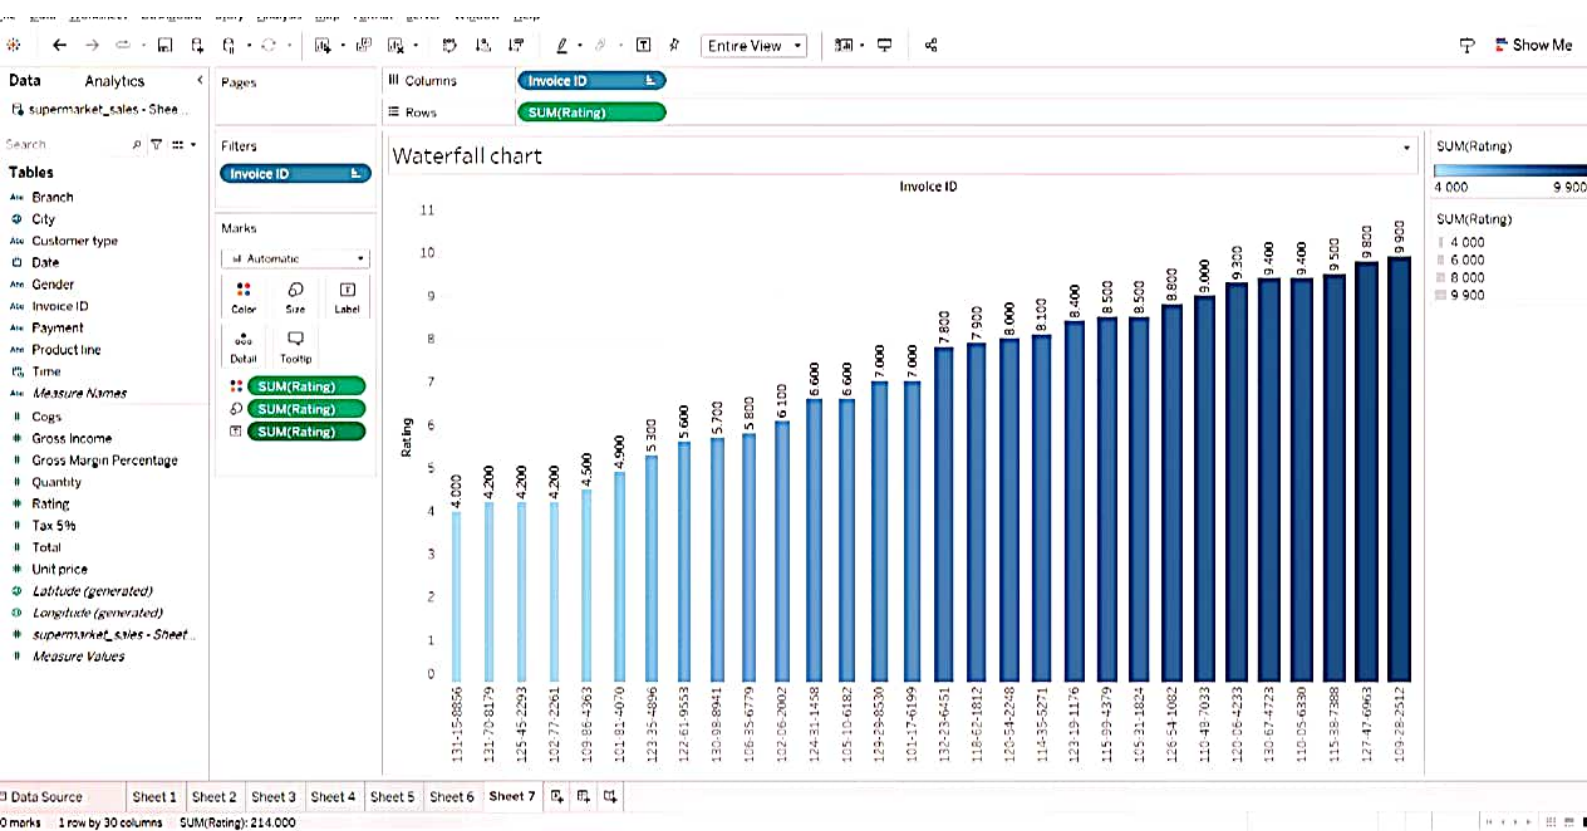 Entire View
Show Me
Data
Analytics
Pages
Columns
Invoice ID
Rows
SUM(Rating)
supermarket_sales - Shee...
Search
Filters
Invoice ID
Tables
Branch
City
Customer type
Date
Gender
Invoice ID
Payment
Product line
Time
Measure Names
Cogs
Gross Income
Gross Margin Percentage
Quantity
Rating
Tax 5%
Total
Unit price
Latitude (generated)
Longitude (generated)
supermarket_sales - Sheet...
Measure Values
Marks
Automatic
Color
Size
Label
Detail
Tooltip
SUM(Rating)
SUM(Rating)
SUM(Rating)
Waterfall chart
Invoice ID
Rating
11
10
9
8
7
6
5
4
3
2
1
0
4.000
4.200
4.200
4.200
4.500
4.900
5 300
5 600
5.700
5 800
6 100
6.600
6 600
7.000
7 000
7.800
7 900
8.000
8.100
8.400
8 500
8.500
8.800
9.000
9.300
9.400
9.400
9 500
9 800
9 900
131-15-8856
131-70-8179
125-45-2293
102-77-2261
109-86-4363
101-81-4070
123-35-4896
122-61-9553
130-98-8941
106-35-6779
102-06-2002
124-31-1458
105-10-6182
129-29-8530
101-17-6199
132-23-6451
118-62-1812
120-54-2248
114-35-5271
123-19-1176
115-99-4379
105-31-1824
126-54-1082
110-48-7033
120-06-4233
130-67-4723
110-05-6330
115-38-7388
127-47-6963
109-28-2512
SUM(Rating)
4 000
9 900
SUM(Rating)
4 000
6 000
8 000
9 900
Data Source
Sheet 1
Sheet 2
Sheet 3
Sheet 4
Sheet 5
Sheet 6
Sheet 7
0 marks
1 row by 30 columns
SUM(Rating): 214.000